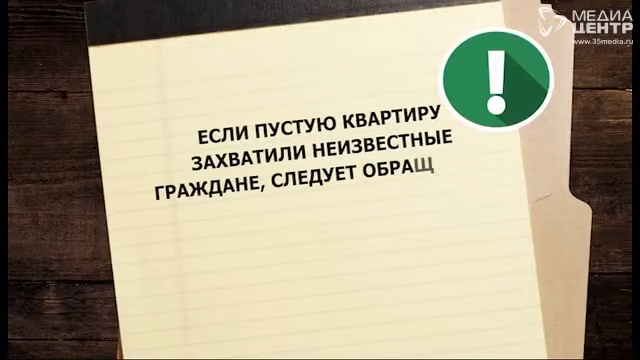 МЕДИА
ЦЕНТР
www.35media.ru
!
ЕСЛИ ПУСТУЮ КВАРТИРУ
ЗАХВАТИЛИ НЕИЗВЕСТНЫЕ
ГРАЖДАНЕ, СЛЕДУЕТ ОБРАЩ